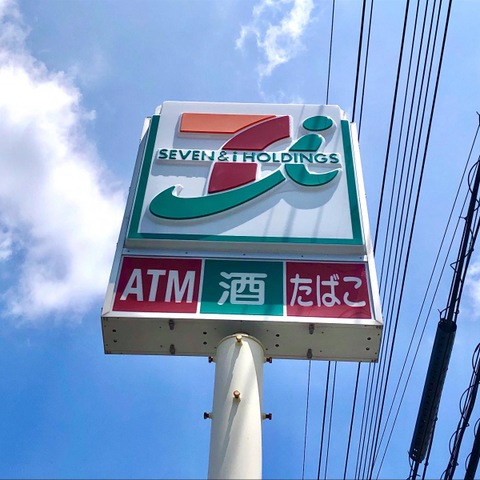 SEVEN & i HOLDINGS
ATM 酒 たばこ